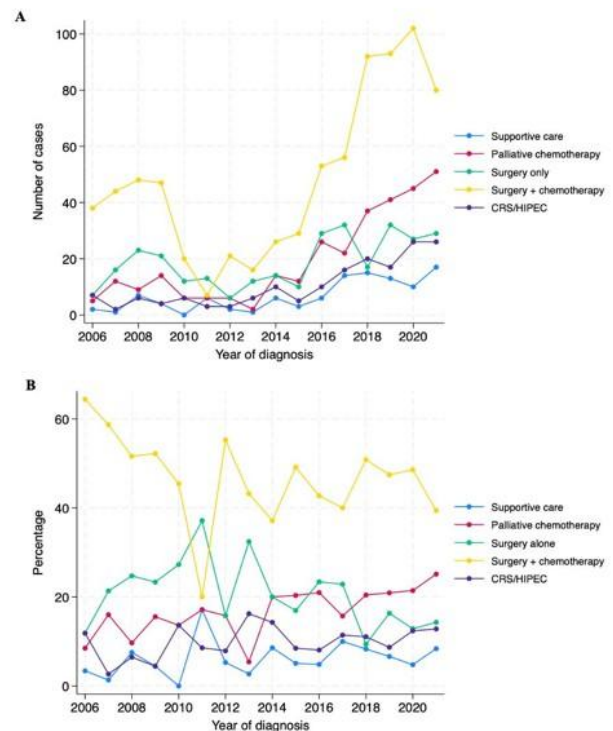 A
100
80
60
40
20
0
Number of cases
2006 2008 2010 2012 2014 2016 2018 2020
Year of diagnosis
Supportive care
Palliative chemotherapy
Surgery only
Surgery + chemotherapy
CRS/HIPEC
B
60
40
20
0
Percentage
2006 2008 2010 2012 2014 2016 2018 2020
Year of diagnosis
Supportive care
Palliative chemotherapy
Surgery alone
Surgery + chemotherapy
CRS/HIPEC